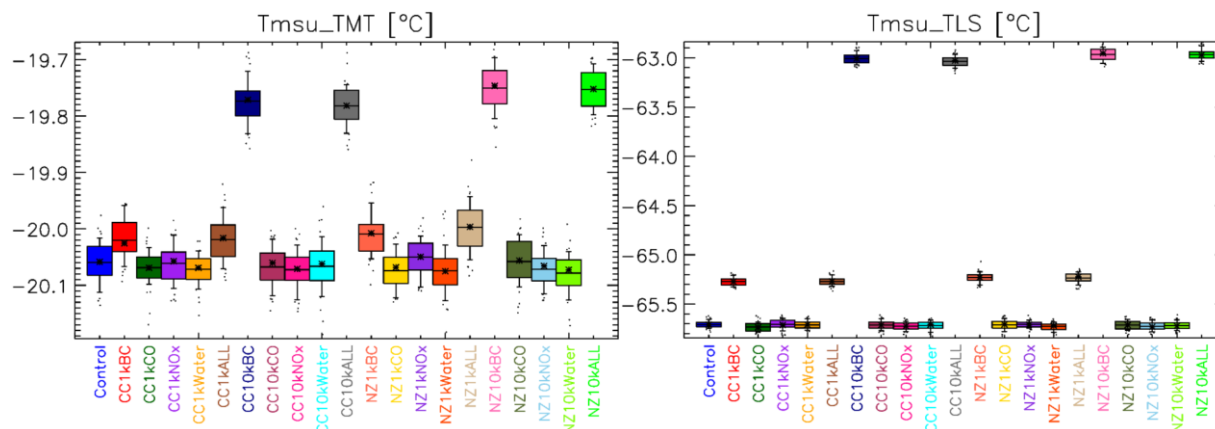 Tmsu_TMT [°C]
−19.7
−19.8
−19.9
−20.0
−20.1
Control
CC1kBC
CC1kCO
CC1kNOx
CC1kWater
CC1kALL
CC10kBC
CC10kCO
CC10kNOx
CC10kWater
CC10kALL
NZ1kBC
NZ1kCO
NZ1kNOx
NZ1kWater
NZ1kALL
NZ10kBC
NZ10kCO
NZ10kNOx
NZ10kWater
NZ10kALL
Tmsu_TLS [°C]
−63.0
−63.5
−64.0
−64.5
−65.0
−65.5
Control
CC1kBC
CC1kCO
CC1kNOx
CC1kWater
CC1kALL
CC10kBC
CC10kCO
CC10kNOx
CC10kWater
CC10kALL
NZ1kBC
NZ1kCO
NZ1kNOx
NZ1kWater
NZ1kALL
NZ10kBC
NZ10kCO
NZ10kNOx
NZ10kWater
NZ10kALL